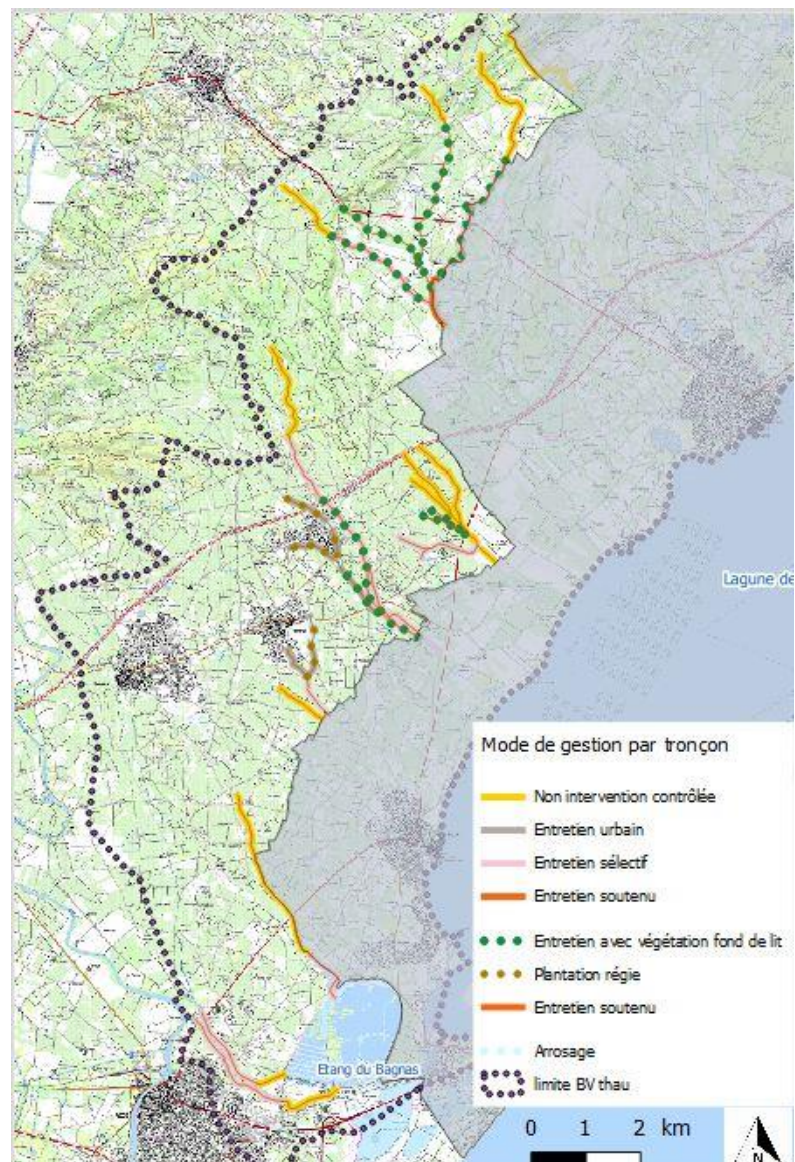 Lagune de
Mode de gestion par tronçon
Non intervention contrôlée
Entretien urbain
Entretien sélectif
Entretien soutenu
Entretien avec végétation fond de lit
Plantation régie
Entretien soutenu
Arrosage
limite BV thau
Etang du Bagnas
0 1 2 km
N